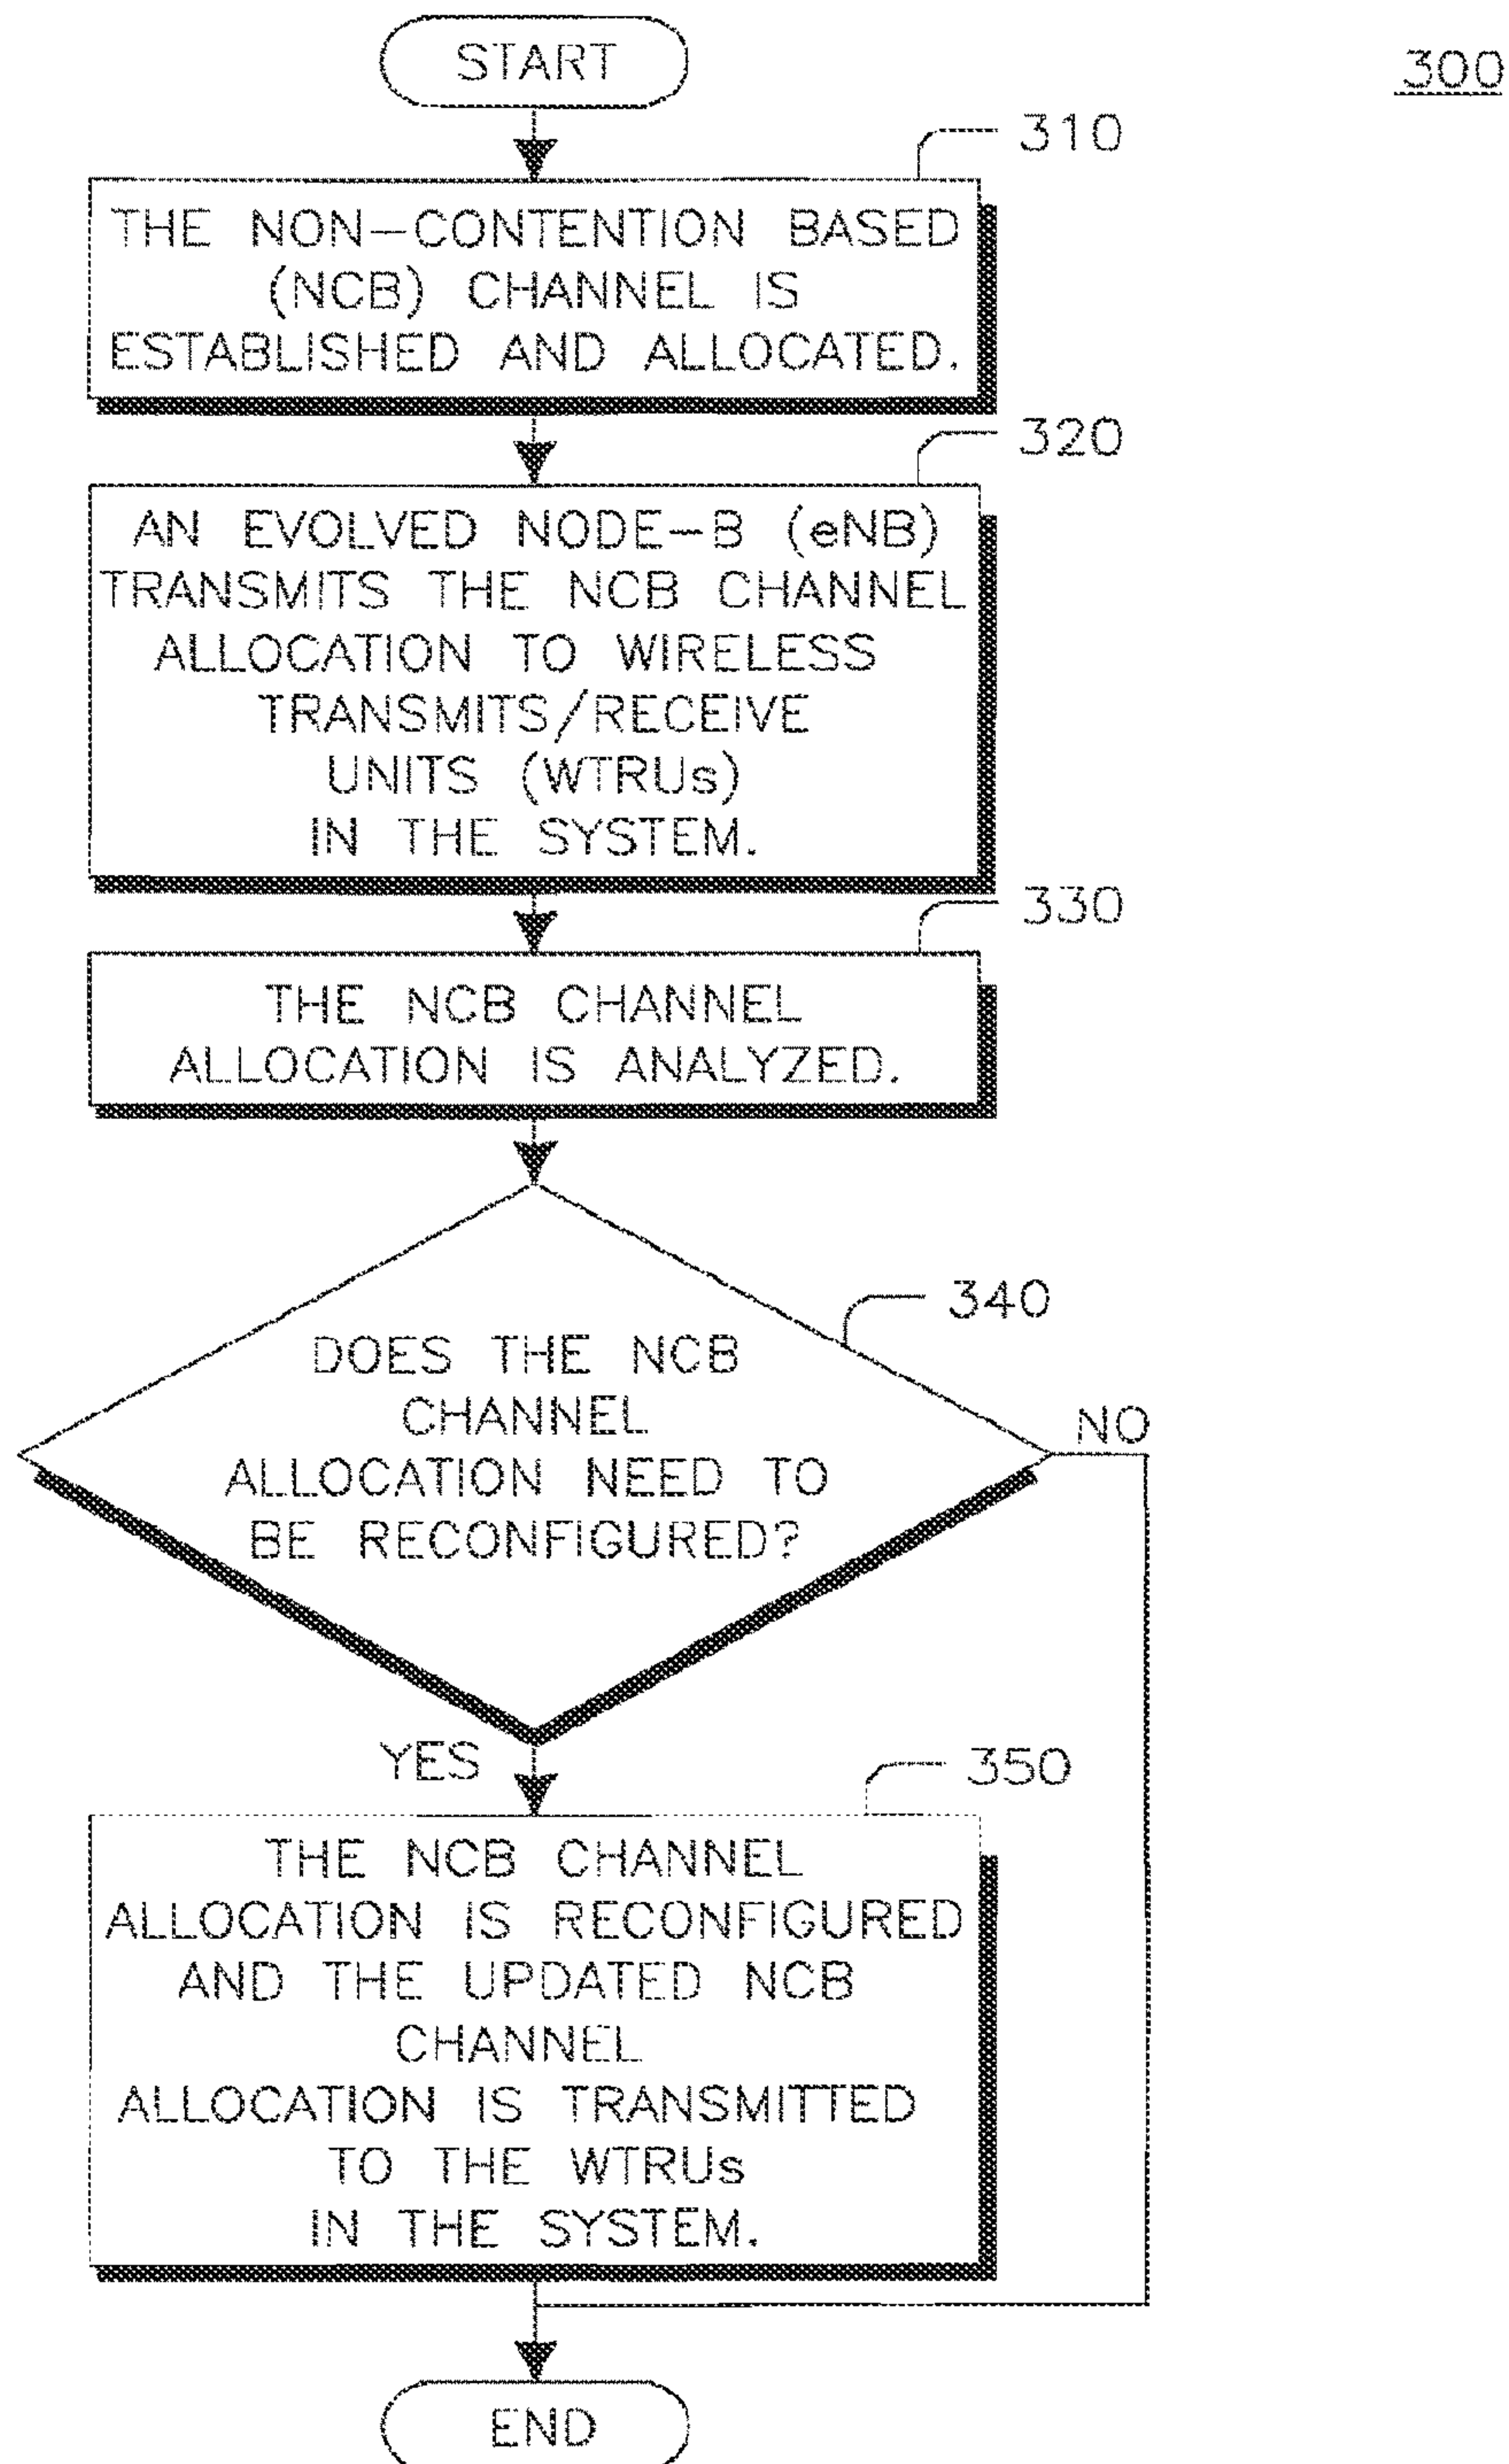 START
300
310
THE NON-CONTENTION BASED
(NCB) CHANNEL IS
ESTABLISHED AND ALLOCATED.
320
AN EVOLVED NODE-B (eNB)
TRANSMITS THE NCB CHANNEL
ALLOCATION TO WIRELESS
TRANSMITS/RECEIVE
UNITS (WTRUs)
IN THE SYSTEM.
330
THE NCB CHANNEL
ALLOCATION IS ANALYZED.
340
DOES THE NCB
CHANNEL
ALLOCATION NEED TO
BE RECONFIGURED?
NO
YES
350
THE NCB CHANNEL
ALLOCATION IS RECONFIGURED
AND THE UPDATED NCB
CHANNEL
ALLOCATION IS TRANSMITTED
TO THE WTRUs
IN THE SYSTEM.
END